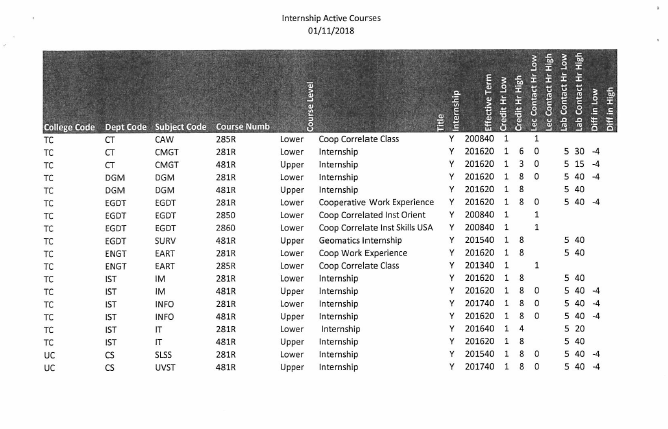 Internship Active Courses
01/11/2018
College Code Dept Code Subject Code Course Numb Course Level Title Internship Effective Term Credit Hr Low Credit Hr High Lec Contact Hr Low Lec Contact Hr High Lab Contact Hr Low Lab Contact Hr High Diff in Low Diff in High
TC CT CAW 285R Lower Coop Correlate Class Y 200840 1 1
TC CT CMGT 281R Lower Internship Y 201620 1 6 0 5 30 -4
TC CT CMGT 481R Upper Internship Y 201620 1 3 0 5 15 -4
TC DGM DGM 281R Lower Internship Y 201620 1 8 0 5 40 -4
TC DGM DGM 481R Upper Internship Y 201620 1 8 5 40
TC EGDT EGDT 281R Lower Cooperative Work Experience Y 201620 1 8 0 5 40 -4
TC EGDT EGDT 2850 Lower Coop Correlated Inst Orient Y 200840 1 1
TC EGDT EGDT 2860 Lower Coop Correlate Inst Skills USA Y 200840 1 1
TC EGDT SURV 481R Upper Geomatics Internship Y 201540 1 8 5 40
TC ENGT EART 281R Lower Coop Work Experience Y 201620 1 8 5 40
TC ENGT EART 285R Lower Coop Correlate Class Y 201340 1 1
TC IST IM 281R Lower Internship Y 201620 1 8 5 40
TC IST IM 481R Upper Internship Y 201620 1 8 0 5 40 -4
TC IST INFO 281R Lower Internship Y 201740 1 8 0 5 40 -4
TC IST INFO 481R Upper Internship Y 201620 1 8 0 5 40 -4
TC IST IT 281R Lower Internship Y 201640 1 4 5 20
TC IST IT 481R Upper Internship Y 201620 1 8 5 40
UC CS SLSS 281R Lower Internship Y 201540 1 8 0 5 40 -4
UC CS UVST 481R Upper Internship Y 201740 1 8 0 5 40 -4